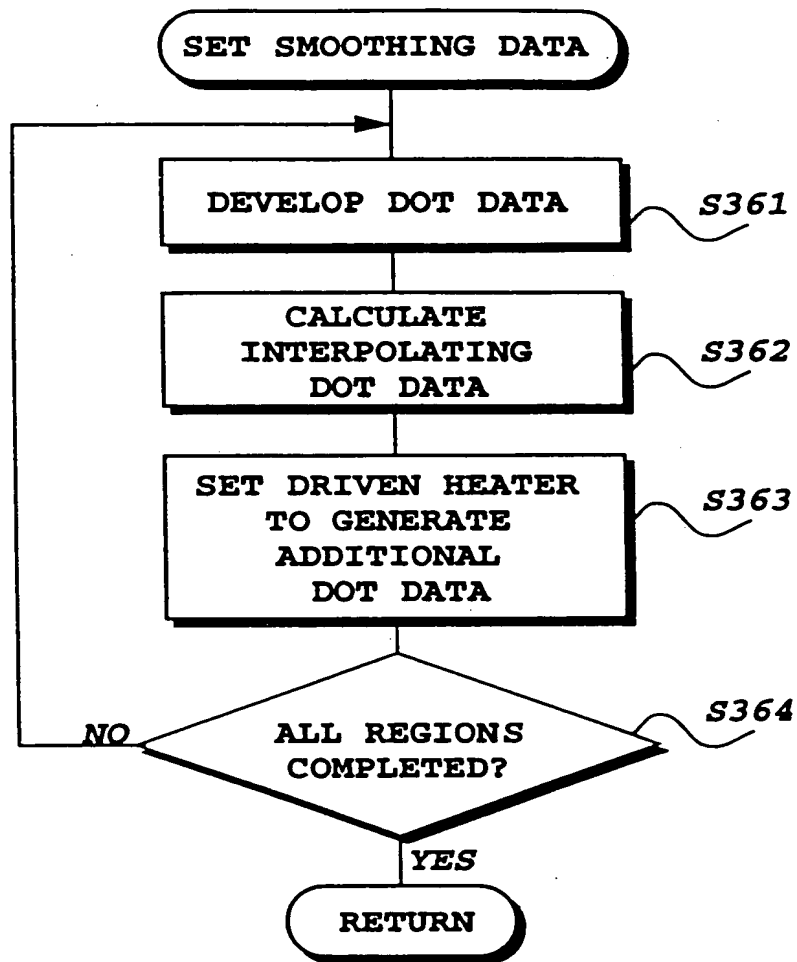 SET SMOOTHING DATA
DEVELOP DOT DATA
S361
CALCULATE
INTERPOLATING
DOT DATA
S362
SET DRIVEN HEATER
TO GENERATE
ADDITIONAL
DOT DATA
S363
ALL REGIONS
COMPLETED?
S364
NO
YES
RETURN